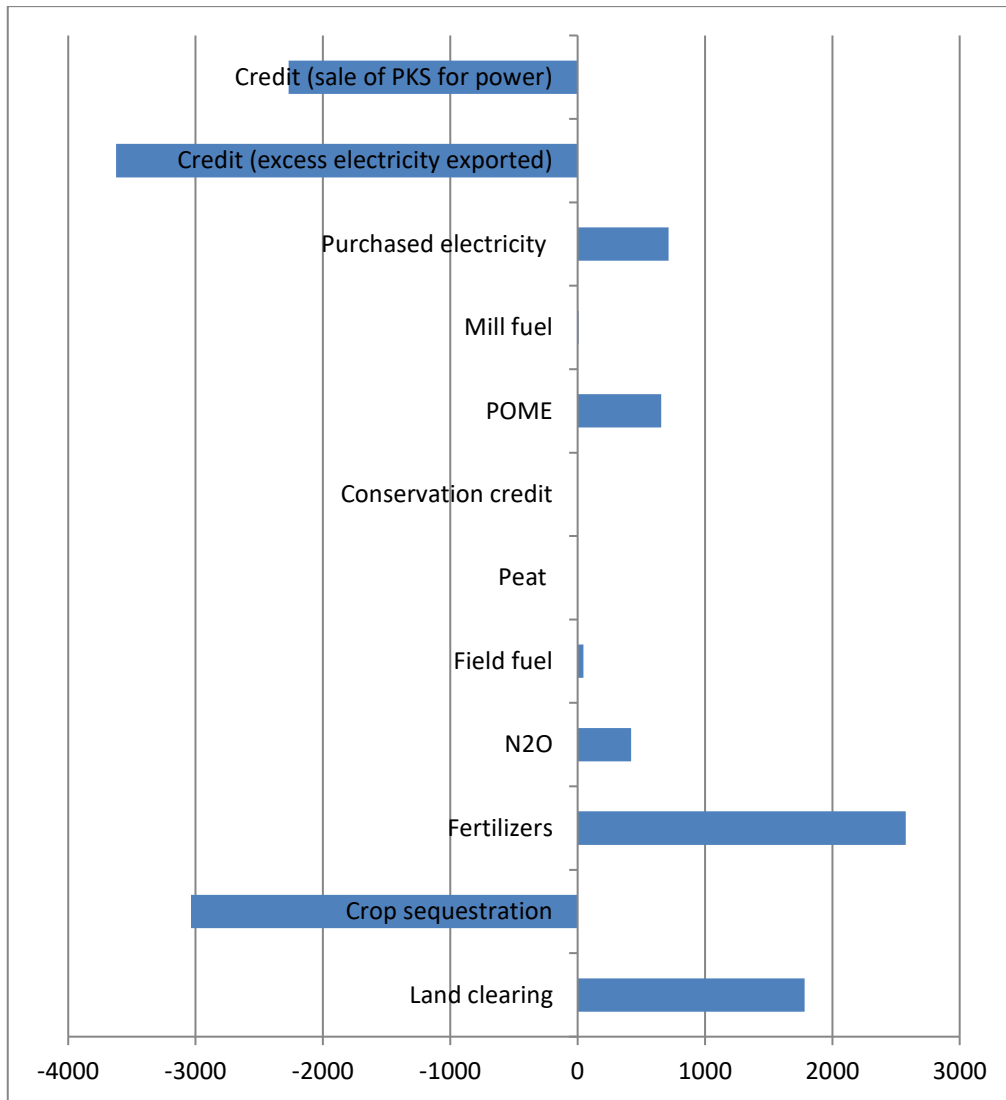 Credit (sale of PKS for power)
Credit (excess electricity exported)
Purchased electricity
Mill fuel
POME
Conservation credit
Peat
Field fuel
N2O
Fertilizers
Crop sequestration
Land clearing
-4000 -3000 -2000 -1000 0 1000 2000 3000